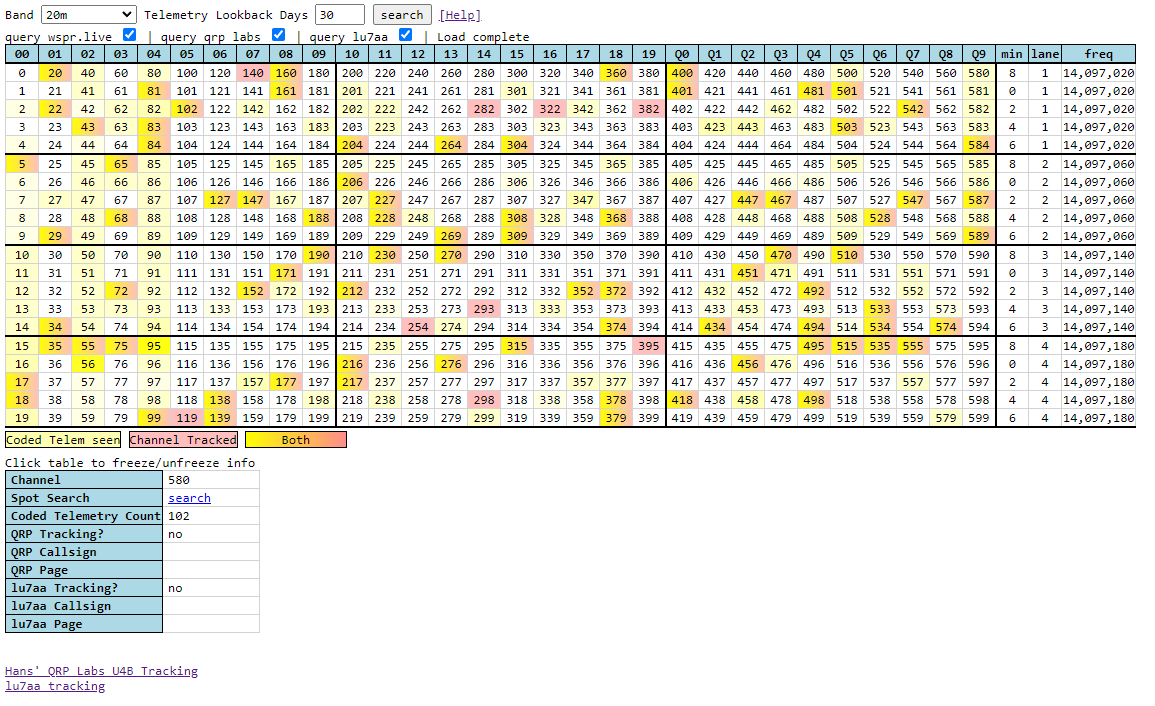 Band 20m Telemetry Lookback Days 30 search [Help]
query wspr.live | query qrp labs | query lu7aa | Load complete
00 01 02 03 04 05 06 07 08 09 10 11 12 13 14 15 16 17 18 19 Q0 Q1 Q2 Q3 Q4 Q5 Q6 Q7 Q8 Q9 min lane freq
0 20 40 60 80 100 120 140 160 180 200 220 240 260 280 300 320 340 360 380 400 420 440 460 480 500 520 540 560 580 8 1 14,097,020
1 21 41 61 81 101 121 141 161 181 201 221 241 261 281 301 321 341 361 381 401 421 441 461 481 501 521 541 561 581 0 1 14,097,020
2 22 42 62 82 102 122 142 162 182 202 222 242 262 282 302 322 342 362 382 402 422 442 462 482 502 522 542 562 582 2 1 14,097,020
3 23 43 63 83 103 123 143 163 183 203 223 243 263 283 303 323 343 363 383 403 423 443 463 483 503 523 543 563 583 4 1 14,097,020
4 24 44 64 84 104 124 144 164 184 204 224 244 264 284 304 324 344 364 384 404 424 444 464 484 504 524 544 564 584 6 1 14,097,020
5 25 45 65 85 105 125 145 165 185 205 225 245 265 285 305 325 345 365 385 405 425 445 465 485 505 525 545 565 585 8 2 14,097,060
6 26 46 66 86 106 126 146 166 186 206 226 246 266 286 306 326 346 366 386 406 426 446 466 486 506 526 546 566 586 0 2 14,097,060
7 27 47 67 87 107 127 147 167 187 207 227 247 267 287 307 327 347 367 387 407 427 447 467 487 507 527 547 567 587 2 2 14,097,060
8 28 48 68 88 108 128 148 168 188 208 228 248 268 288 308 328 348 368 388 408 428 448 468 488 508 528 548 568 588 4 2 14,097,060
9 29 49 69 89 109 129 149 169 189 209 229 249 269 289 309 329 349 369 389 409 429 449 469 489 509 529 549 569 589 6 2 14,097,060
10 30 50 70 90 110 130 150 170 190 210 230 250 270 290 310 330 350 370 390 410 430 450 470 490 510 530 550 570 590 8 3 14,097,140
11 31 51 71 91 111 131 151 171 191 211 231 251 271 291 311 331 351 371 391 411 431 451 471 491 511 531 551 571 591 0 3 14,097,140
12 32 52 72 92 112 132 152 172 192 212 232 252 272 292 312 332 352 372 392 412 432 452 472 492 512 532 552 572 592 2 3 14,097,140
13 33 53 73 93 113 133 153 173 193 213 233 253 273 293 313 333 353 373 393 413 433 453 473 493 513 533 553 573 593 4 3 14,097,140
14 34 54 74 94 114 134 154 174 194 214 234 254 274 294 314 334 354 374 394 414 434 454 474 494 514 534 554 574 594 6 3 14,097,140
15 35 55 75 95 115 135 155 175 195 215 235 255 275 295 315 335 355 375 395 415 435 455 475 495 515 535 555 575 595 8 4 14,097,180
16 36 56 76 96 116 136 156 176 196 216 236 256 276 296 316 336 356 376 396 416 436 456 476 496 516 536 556 576 596 0 4 14,097,180
17 37 57 77 97 117 137 157 177 197 217 237 257 277 297 317 337 357 377 397 417 437 457 477 497 517 537 557 577 597 2 4 14,097,180
18 38 58 78 98 118 138 158 178 198 218 238 258 278 298 318 338 358 378 398 418 438 458 478 498 518 538 558 578 598 4 4 14,097,180
19 39 59 79 99 119 139 159 179 199 219 239 259 279 299 319 339 359 379 399 419 439 459 479 499 519 539 559 579 599 6 4 14,097,180
Coded Telem seen Channel Tracked Both
Click table to freeze/unfreeze info
Channel 580
Spot Search search
Coded Telemetry Count 102
QRP Tracking? no
QRP Callsign
QRP Page
lu7aa Tracking? no
lu7aa Callsign
lu7aa Page
Hans' QRP Labs U4B Tracking
lu7aa tracking